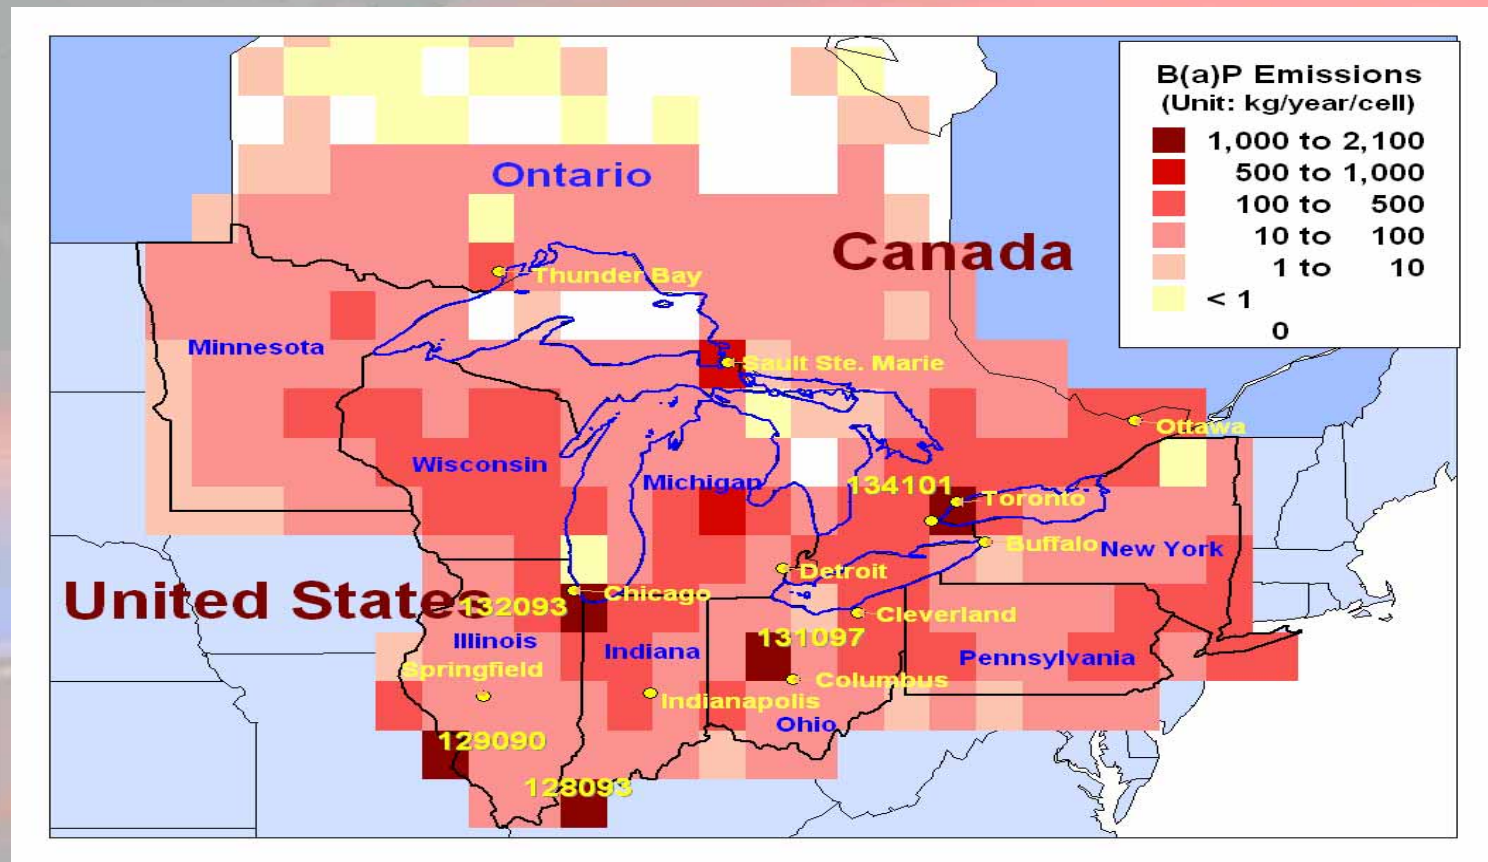 B(a)P Emissions
(Unit: kg/year/cell)
1,000 to 2,100
500 to 1,000
100 to 500
10 to 100
1 to 10
< 1
0
Ontario
Canada
Thunder Bay
Minnesota
Sault Ste. Marie
Ottawa
Wisconsin
Michigan
134101
Toronto
Buffalo
New York
Detroit
United States
132093
Chicago
Cleverland
131097
Illinois
Indiana
Pennsylvania
Springfield
Columbus
Indianapolis
Ohio
129090
128093